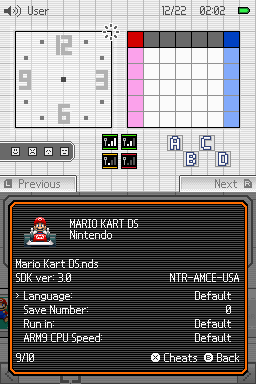 User 12/22 02:02
12
9 3
6
A C
B D
L Previous Next R
MARIO KART DS
Nintendo
Mario Kart DS.nds
SDK ver: 3.0 NTR-AMCE-USA
> Language: Default
Save Number: 0
Run in: Default
ARM9 CPU Speed: Default
9/10 X Cheats B Back